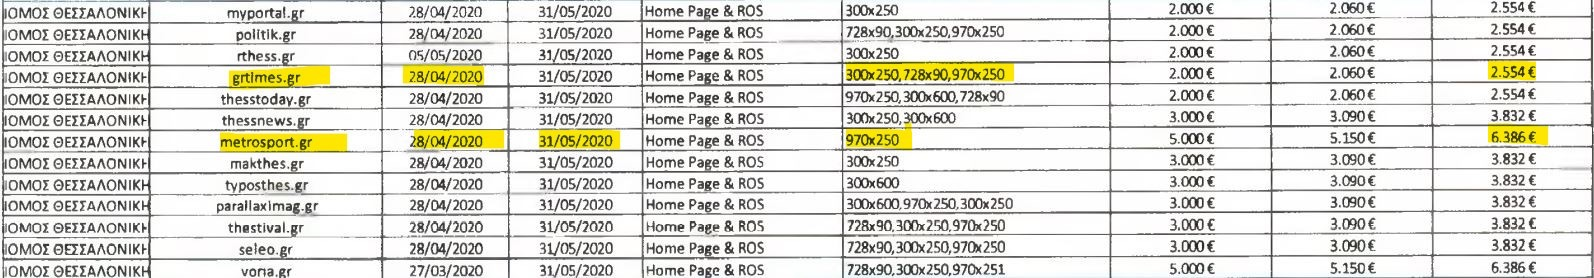 ΙΟΜΟΣ ΘΕΣΣΑΛΟΝΙΚΗ myportal.gr 28/04/2020 31/05/2020 Home Page & ROS 300x250 2.000 € 2.060 € 2.554 €
ΙΟΜΟΣ ΘΕΣΣΑΛΟΝΙΚΗ politik.gr 28/04/2020 31/05/2020 Home Page & ROS 728x90,300x250,970x250 2.000 € 2.060 € 2.554 €
ΙΟΜΟΣ ΘΕΣΣΑΛΟΝΙΚΗ rthess.gr 05/05/2020 31/05/2020 Home Page & ROS 300x250 2.000 € 2.060 € 2.554 €
ΙΟΜΟΣ ΘΕΣΣΑΛΟΝΙΚΗ grtimes.gr 28/04/2020 31/05/2020 Home Page & ROS 300x250,728x90,970x250 2.000 € 2.060 € 2.554 €
ΙΟΜΟΣ ΘΕΣΣΑΛΟΝΙΚΗ thesstoday.gr 28/04/2020 31/05/2020 Home Page & ROS 970x250,300x600,728x90 2.000 € 2.060 € 2.554 €
ΙΟΜΟΣ ΘΕΣΣΑΛΟΝΙΚΗ thessnews.gr 28/04/2020 31/05/2020 Home Page & ROS 300x250,300x600 3.000 € 3.090 € 3.832 €
ΙΟΜΟΣ ΘΕΣΣΑΛΟΝΙΚΗ metrosport.gr 28/04/2020 31/05/2020 Home Page & ROS 970x250 5.000 € 5.150 € 6.386 €
ΙΟΜΟΣ ΘΕΣΣΑΛΟΝΙΚΗ makthes.gr 28/04/2020 31/05/2020 Home Page & ROS 300x250 3.000 € 3.090 € 3.832 €
ΙΟΜΟΣ ΘΕΣΣΑΛΟΝΙΚΗ typosthes.gr 28/04/2020 31/05/2020 Home Page & ROS 300x600 3.000 € 3.090 € 3.832 €
ΙΟΜΟΣ ΘΕΣΣΑΛΟΝΙΚΗ parallaximag.gr 28/04/2020 31/05/2020 Home Page & ROS 300x600,970x250,300x250 3.000 € 3.090 € 3.832 €
ΙΟΜΟΣ ΘΕΣΣΑΛΟΝΙΚΗ thestival.gr 28/04/2020 31/05/2020 Home Page & ROS 728x90,300x250,970x250 3.000 € 3.090 € 3.832 €
ΙΟΜΟΣ ΘΕΣΣΑΛΟΝΙΚΗ seleo.gr 28/04/2020 31/05/2020 Home Page & ROS 728x90,300x250,970x250 3.000 € 3.090 € 3.832 €
ΙΟΜΟΣ ΘΕΣΣΑΛΟΝΙΚΗ voria.gr 27/03/2020 31/05/2020 Home Page & ROS 728x90,300x250,970x251 5.000 € 5.150 € 6.386 €